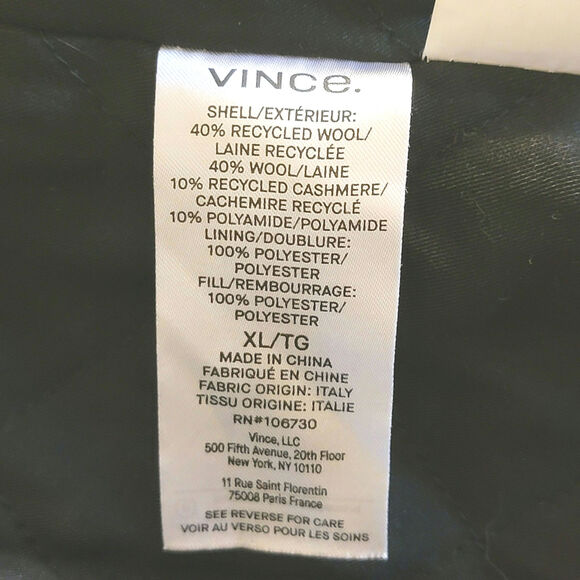 VINCE.
SHELL/EXTÉRIEUR:
40% RECYCLED WOOL/
LAINE RECYCLÉE
40% WOOL/LAINE
10% RECYCLED CASHMERE/
CACHEMIRE RECYCLÉ
10% POLYAMIDE/POLYAMIDE
LINING/DOUBLURE:
100% POLYESTER/
POLYESTER
FILL/REMBOURRAGE:
100% POLYESTER/
POLYESTER
XL/TG
MADE IN CHINA
FABRIQUÉ EN CHINE
FABRIC ORIGIN: ITALY
TISSU ORIGINE: ITALIE
RN#106730
Vince, LLC
500 Fifth Avenue, 20th Floor
New York, NY 10110
11 Rue Saint Florentin
75008 Paris France
SEE REVERSE FOR CARE
VOIR AU VERSO POUR LES SOINS